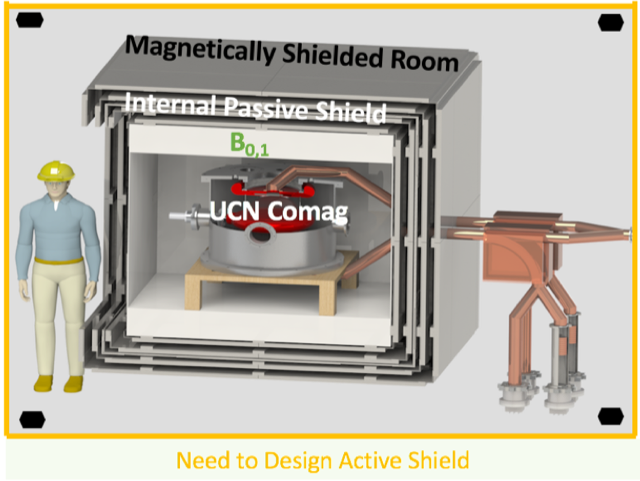 Magnetically Shielded Room
Internal Passive Shield
B0,1
UCN Comag
Need to Design Active Shield